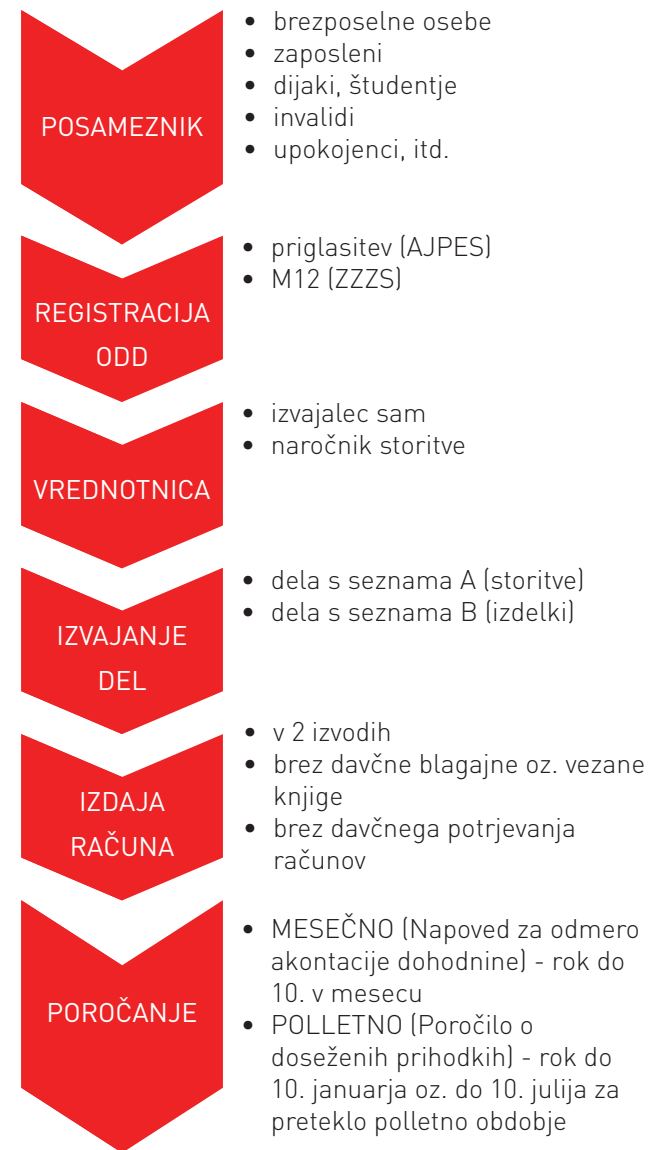 POSAMEZNIK
• brezposelne osebe
• zaposleni
• dijaki, študentje
• invalidi
• upokojenci, itd.
REGISTRACIJA
ODD
• priglasitev (AJPES)
• M12 (ZZZS)
VREDNOTNICA
• izvajalec sam
• naročnik storitve
IZVAJANJE
DEL
• dela s seznama A (storitve)
• dela s seznama B (izdelki)
IZDAJA
RAČUNA
• v 2 izvodih
• brez davčne blagajne oz. vezane
knjige
• brez davčnega potrjevanja
računov
POROČANJE
• MESEČNO (Napoved za odmero
akontacije dohodnine) - rok do
10. v mesecu
• POLLETNO (Poročilo o
doseženih prihodkih) - rok do
10. januarja oz. do 10. julija za
preteklo polletno obdobje